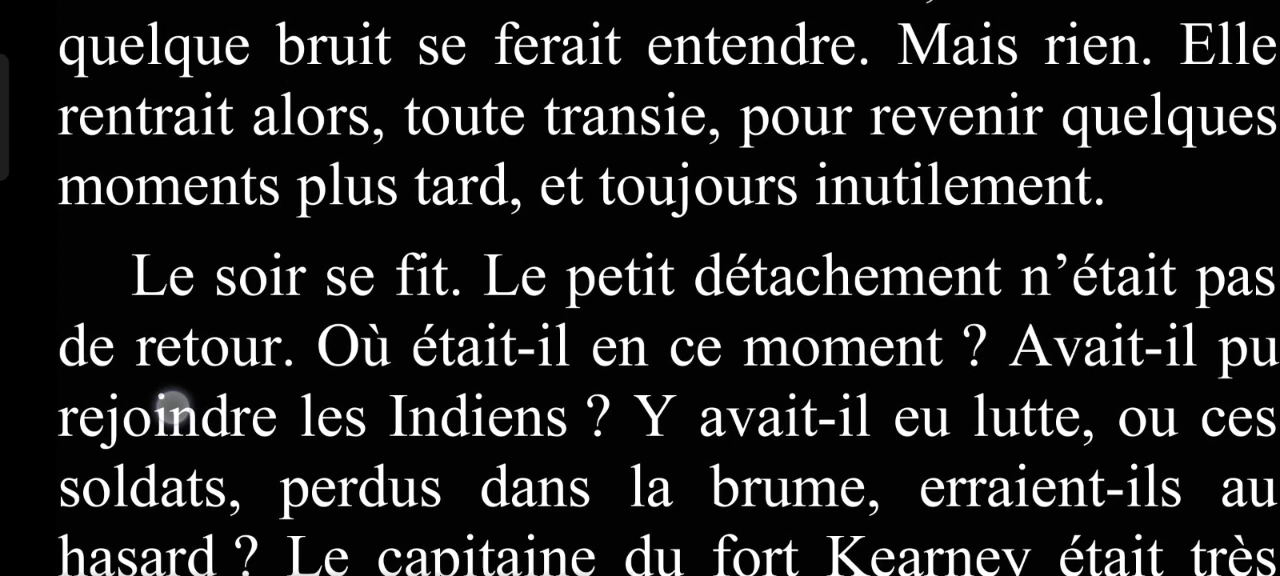 quelque bruit se ferait entendre. Mais rien. Elle
rentrait alors, toute transie, pour revenir quelques
moments plus tard, et toujours inutilement.
Le soir se fit. Le petit détachement n’était pas
de retour. Où était-il en ce moment ? Avait-il pu
rejoindre les Indiens ? Y avait-il eu lutte, ou ces
soldats, perdus dans la brume, erraient-ils au
hasard ? Le capitaine du fort Kearney était très